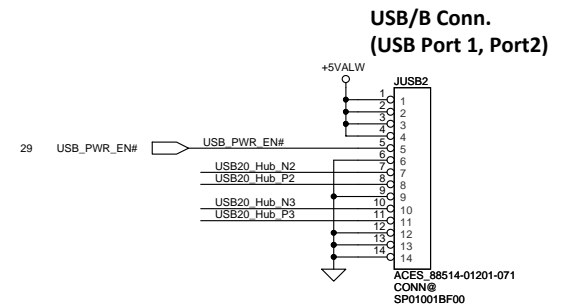 USB/B Conn.
(USB Port 1, Port2)
+5VALW
JUSB2
1 1
2 2
3 3
4 4
29 USB_PWR_EN# USB_PWR_EN# 5 5
6 6
USB20_Hub_N2 7 7
USB20_Hub_P2 8 8
9 9
USB20_Hub_N3 10 10
USB20_Hub_P3 11 11
12 12
13 13
14 14
ACES_88514-01201-071
CONN@
SP01001BF00